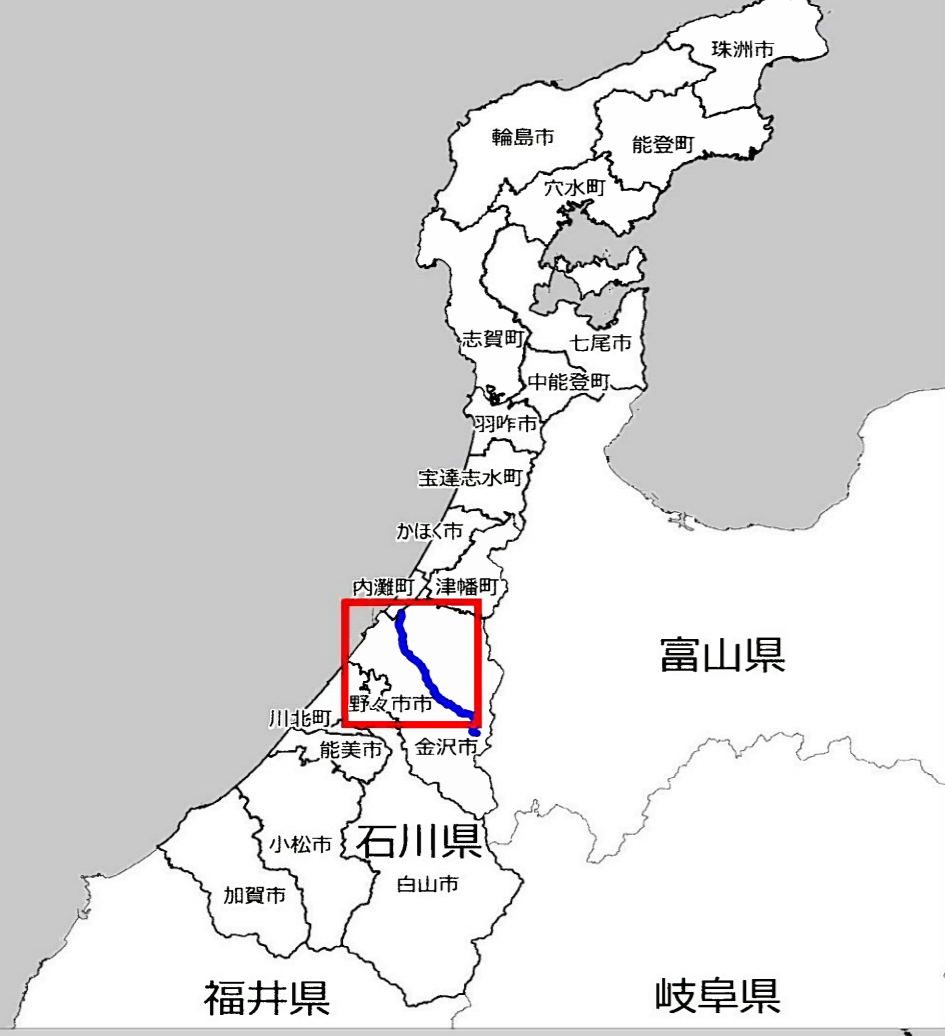 珠洲市
輪島市
能登町
穴水町
志賀町
七尾市
中能登町
羽咋市
宝達志水町
かほく市
内灘町
津幡町
富山県
野々市市
川北町
能美市
金沢市
小松市
石川県
白山市
加賀市
福井県
岐阜県